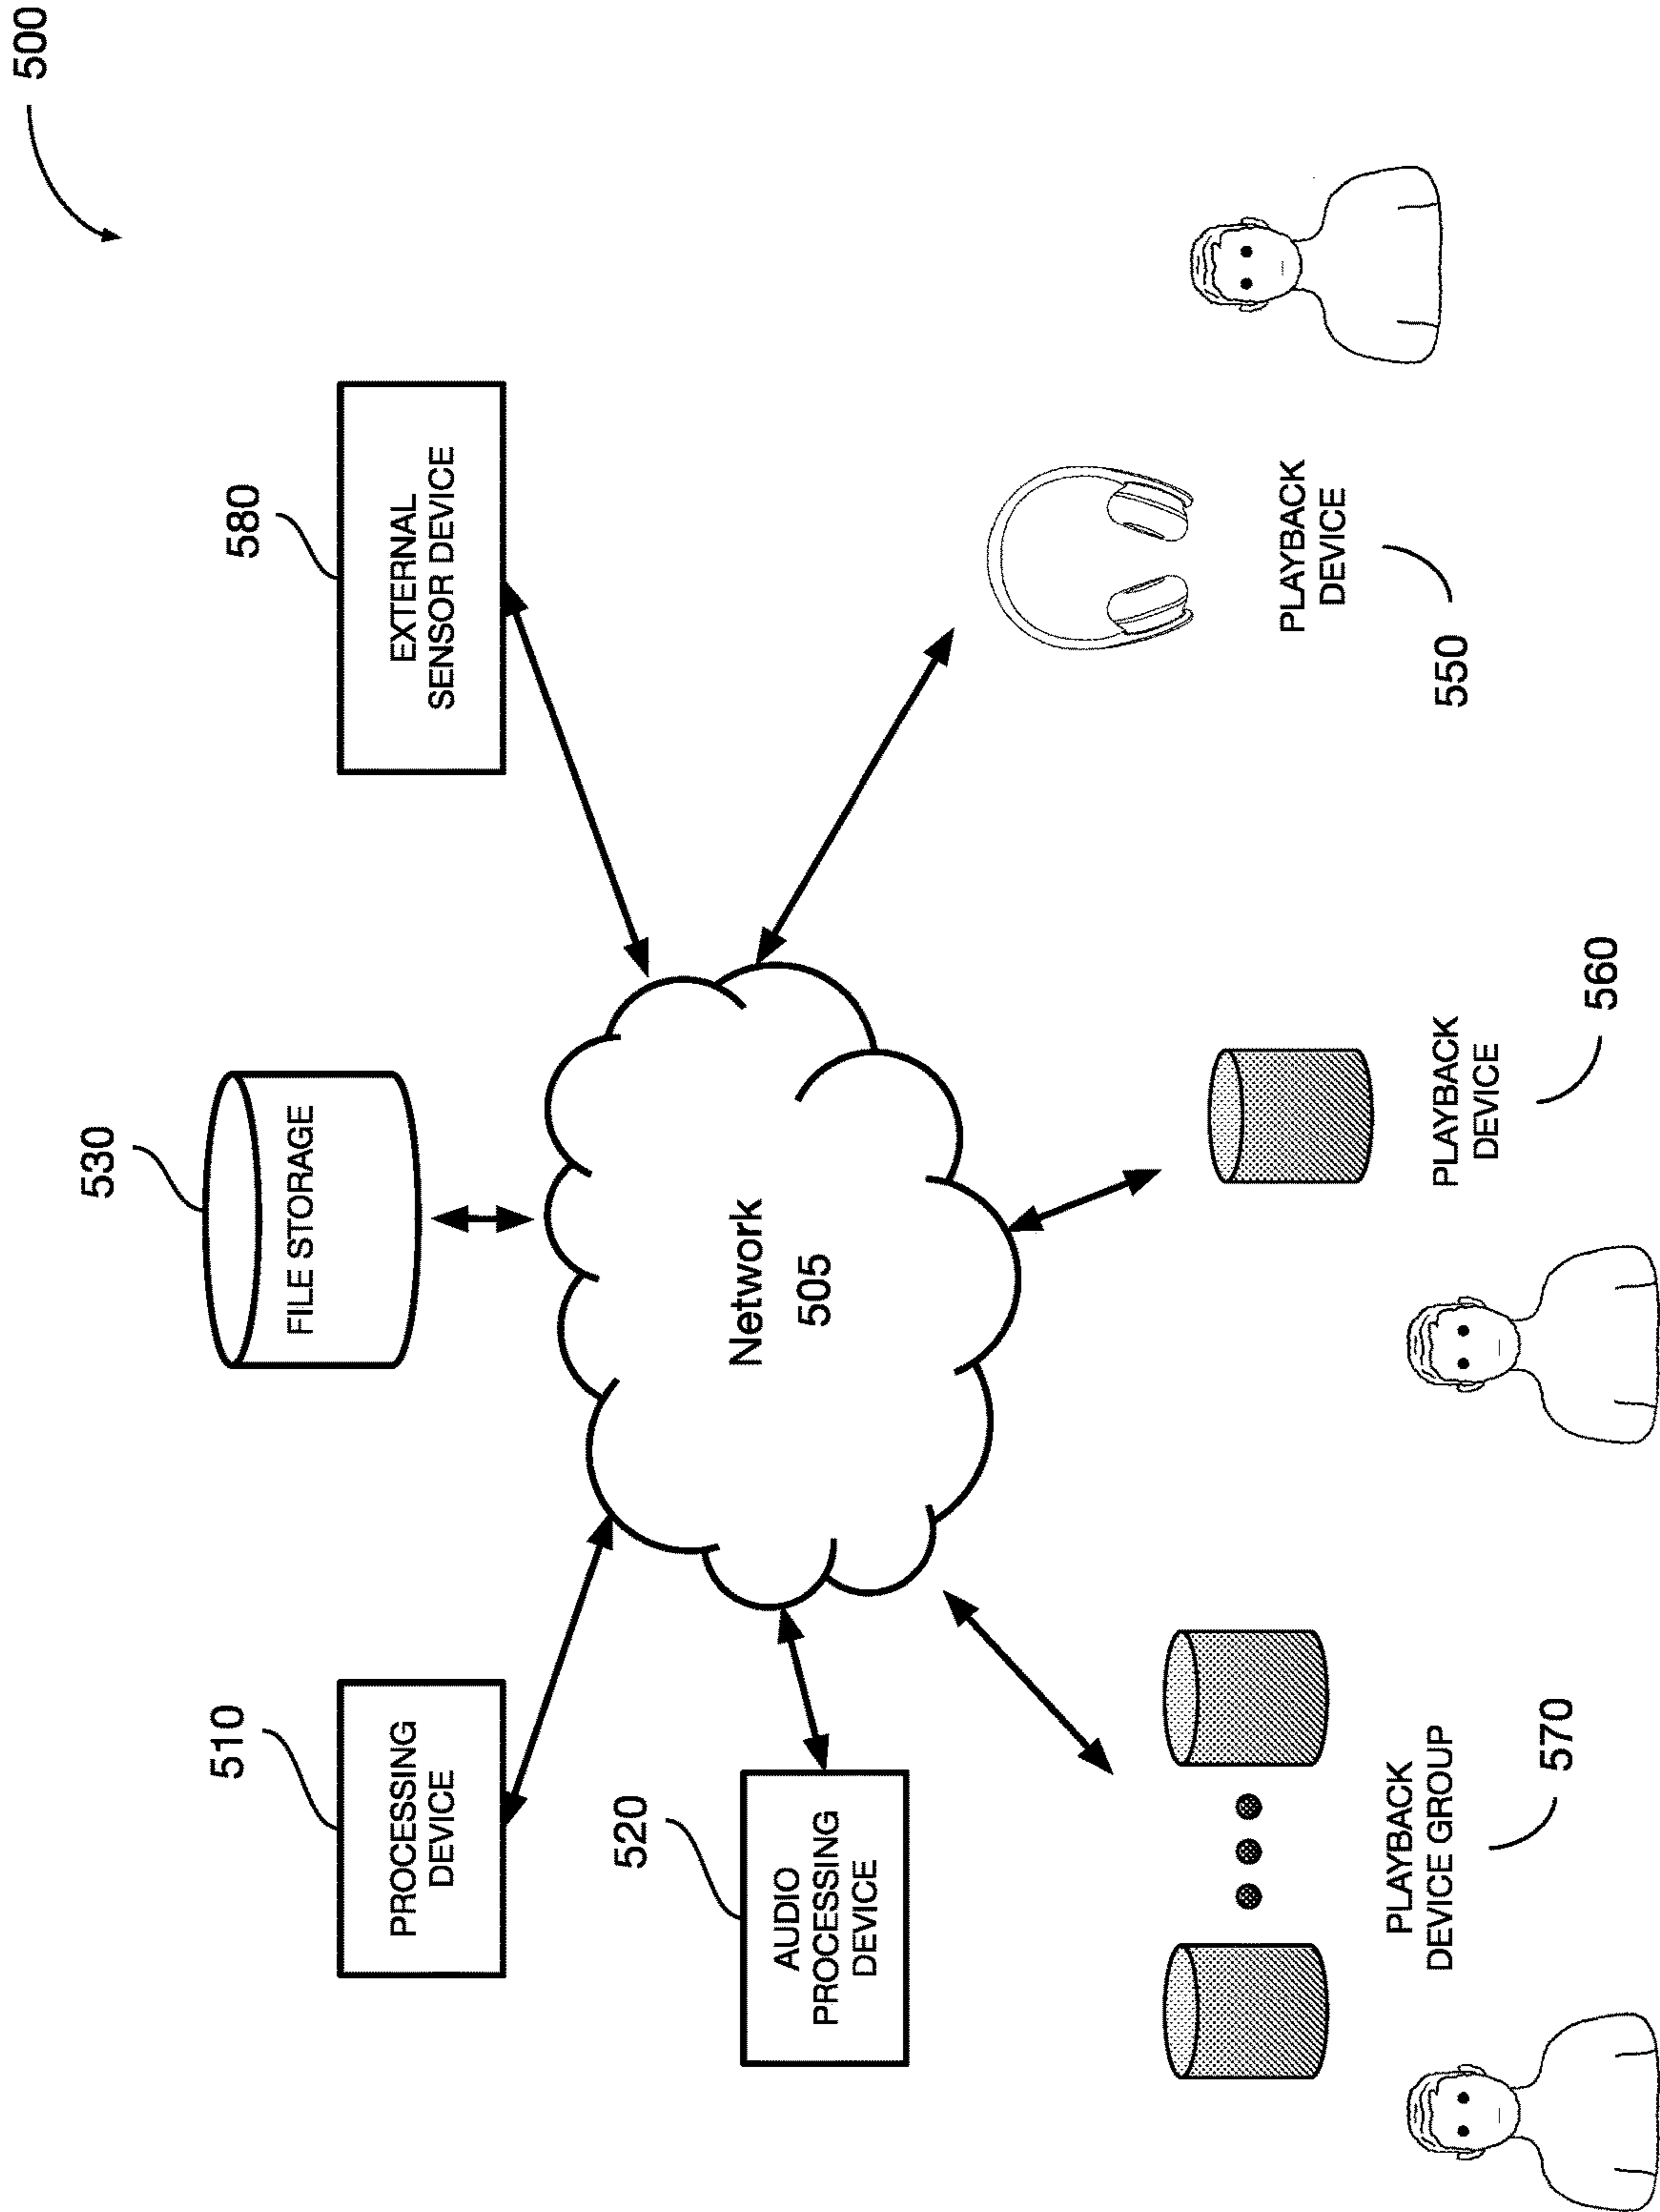 500
530
FILE STORAGE
510
PROCESSING
DEVICE
580
EXTERNAL
SENSOR DEVICE
520
AUDIO
PROCESSING
DEVICE
Network
505
PLAYBACK
DEVICE
550
PLAYBACK
DEVICE
560
PLAYBACK
DEVICE GROUP
570